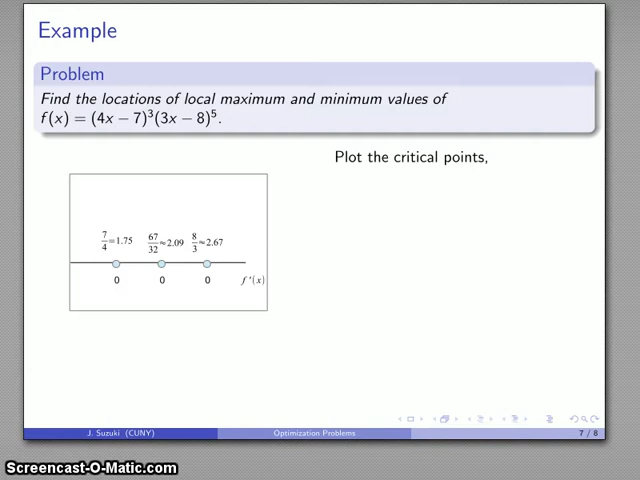 Example
Problem
Find the locations of local maximum and minimum values of
f(x) = (4x − 7)³(3x − 8)⁵.
Plot the critical points,
7/4=1.75 67/32≈2.09 8/3≈2.67
0 0 0 f'(x)
J. Suzuki (CUNY) Optimization Problems 7 / 8
Screencast-O-Matic.com